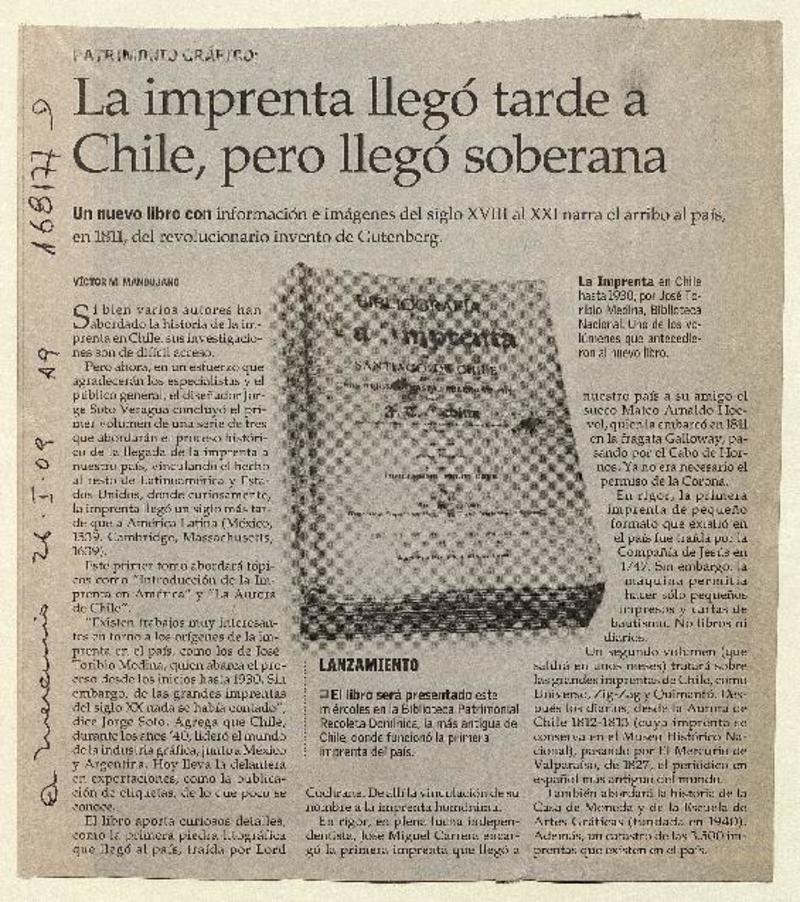 PATRIMONIO GRÁFICO:
La imprenta llegó tarde a
Chile, pero llegó soberana
Un nuevo libro con información e imágenes del siglo XVIII al XXI narra el arribo al país,
en 1811, del revolucionario invento de Gutenberg.
VÍCTOR M. MANDUJANO
Si bien varios autores han
abordado la historia de la im-
prenta en Chile, sus investigacio-
nes son de difícil acceso.
Pero ahora, en un esfuerzo que
agradecerán los especialistas y el
público general, el diseñador Jor-
ge Soto Veragua concluyó el pri-
mer volumen de una serie de tres
que abordarán el proceso históri-
co de la llegada de la imprenta a
nuestro país, vinculando el hecho
al resto de Latinoamérica y Esta-
dos Unidos, donde curiosamente,
la imprenta llegó un siglo más tar-
de que a América Latina (México,
1539. Cambridge, Massachusetts,
1639).
Este primer tomo abordará tópi-
cos como "Introducción de la Im-
prenta en América" y "La Aurora
de Chile".
"Existen trabajos muy interesan-
tes en torno a los orígenes de la im-
prenta en el país, como los de José
Toribio Medina, quien abarca el pro-
ceso desde los inicios hasta 1930. Sin
embargo, de las grandes imprentas
del siglo XX nada se había contado",
dice Jorge Soto. Agrega que Chile,
durante los años '40, lideró el mundo
de la industria gráfica, junto a México
y Argentina. Hoy lleva la delantera
en exportaciones, como la publica-
ción de etiquetas, de lo que poco se
conoce.
El libro aporta curiosos detalles,
como la primera piedra litográfica
que llegó al país, traída por Lord
BIBLIOGRAFÍA
Imprenta
SANTIAGO DE CHILE
LANZAMIENTO
El libro será presentado este
miércoles en la Biblioteca Patrimonial
Recoleta Dominica, la más antigua de
Chile, donde funcionó la primera
imprenta del país.
Cochrane. De allí la vinculación de su
nombre a la imprenta homónima.
En rigor, en plena lucha indepen-
dentista, José Miguel Carrera encar-
gó la primera imprenta que llegó a
La Imprenta en Chile
hasta 1930, por José To-
ribio Medina, Biblioteca
Nacional. Uno de los vo-
lúmenes que antecedie-
ron al nuevo libro.
nuestro país a su amigo el
sueco Mateo Arnaldo Hoe-
vel, quien la embarcó en 1811
en la fragata Galloway, pa-
sando por el Cabo de Hor-
nos. Ya no era necesario el
permiso de la Corona.
En rigor, la primera
imprenta de pequeño
formato que existió en
el país fue traída por la
Compañía de Jesús en
1747. Sin embargo, la
máquina permitía
hacer sólo pequeños
impresos y cartas de
bautismo. No libros ni
diarios.
Un segundo volumen (que
saldrá en unos meses) tratará sobre
las grandes imprentas de Chile, como
Universo, Zig-Zag y Quimantú. Des-
pués los diarios, desde la Aurora de
Chile 1812-1813 (cuya imprenta se
conserva en el Museo Histórico Na-
cional), pasando por El Mercurio de
Valparaíso, de 1827, el periódico en
español más antiguo del mundo.
También abordará la historia de la
Casa de Moneda y de la Escuela de
Artes Gráficas (fundada en 1940).
Además, un catastro de las 3.500 im-
prentas que existen en el país.
El Mercurio 26-I-09 A9 168177_9